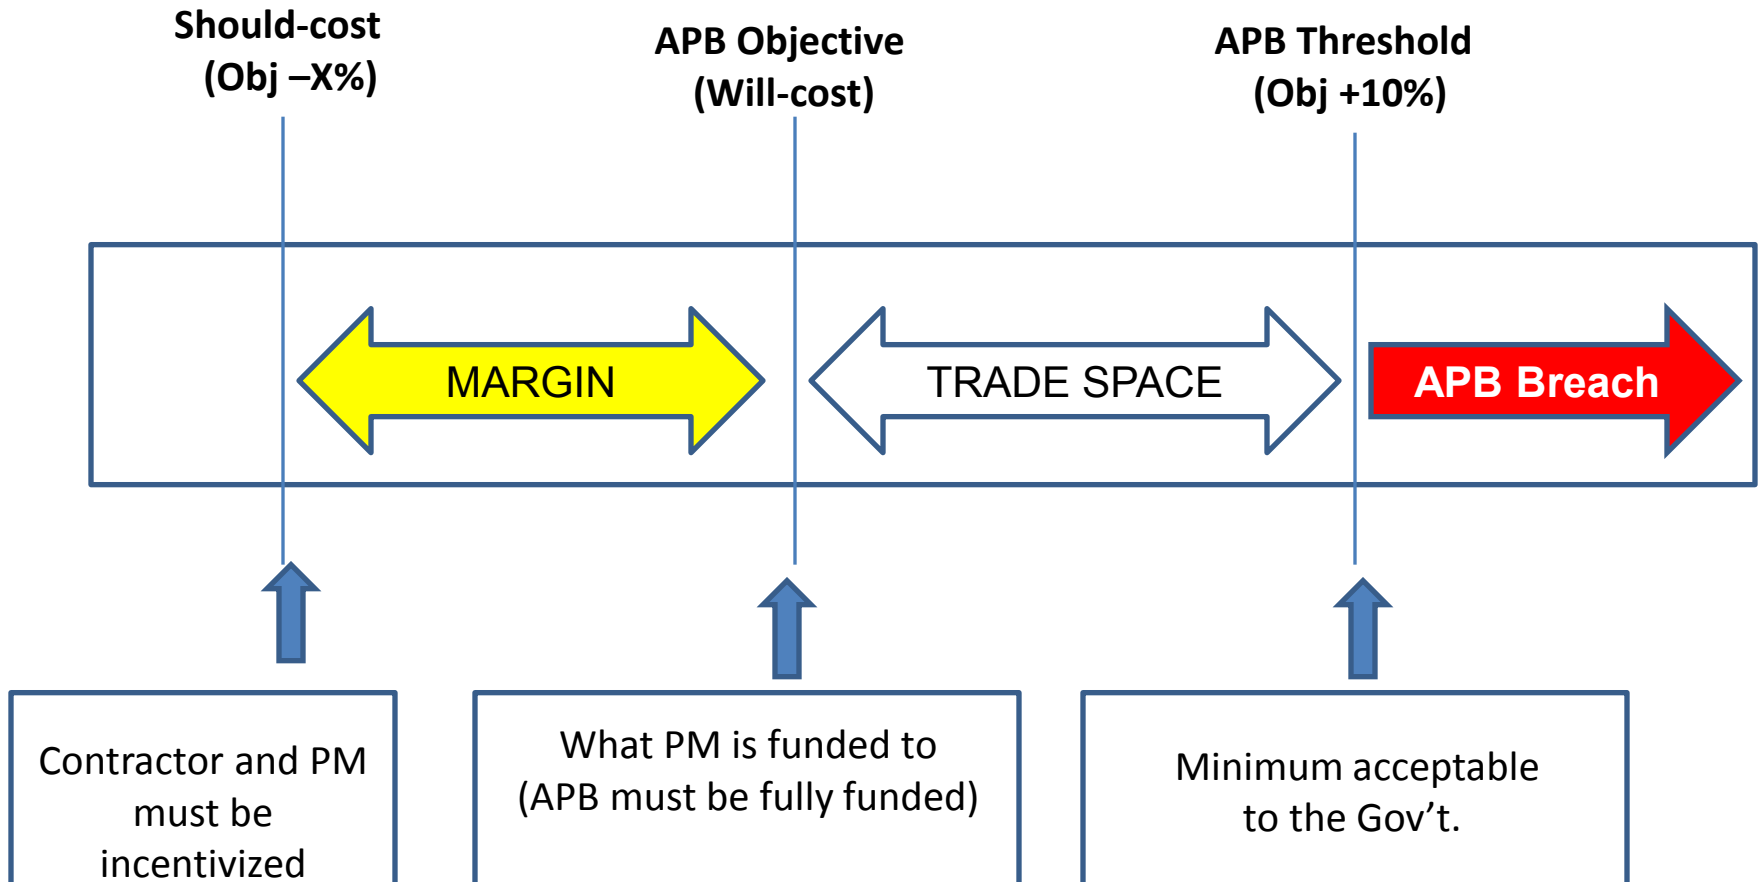 Should-cost
(Obj –X%)
APB Objective
(Will-cost)
APB Threshold
(Obj +10%)
MARGIN
TRADE SPACE
APB Breach
Contractor and PM
must be
incentivized
What PM is funded to
(APB must be fully funded)
Minimum acceptable
to the Gov’t.